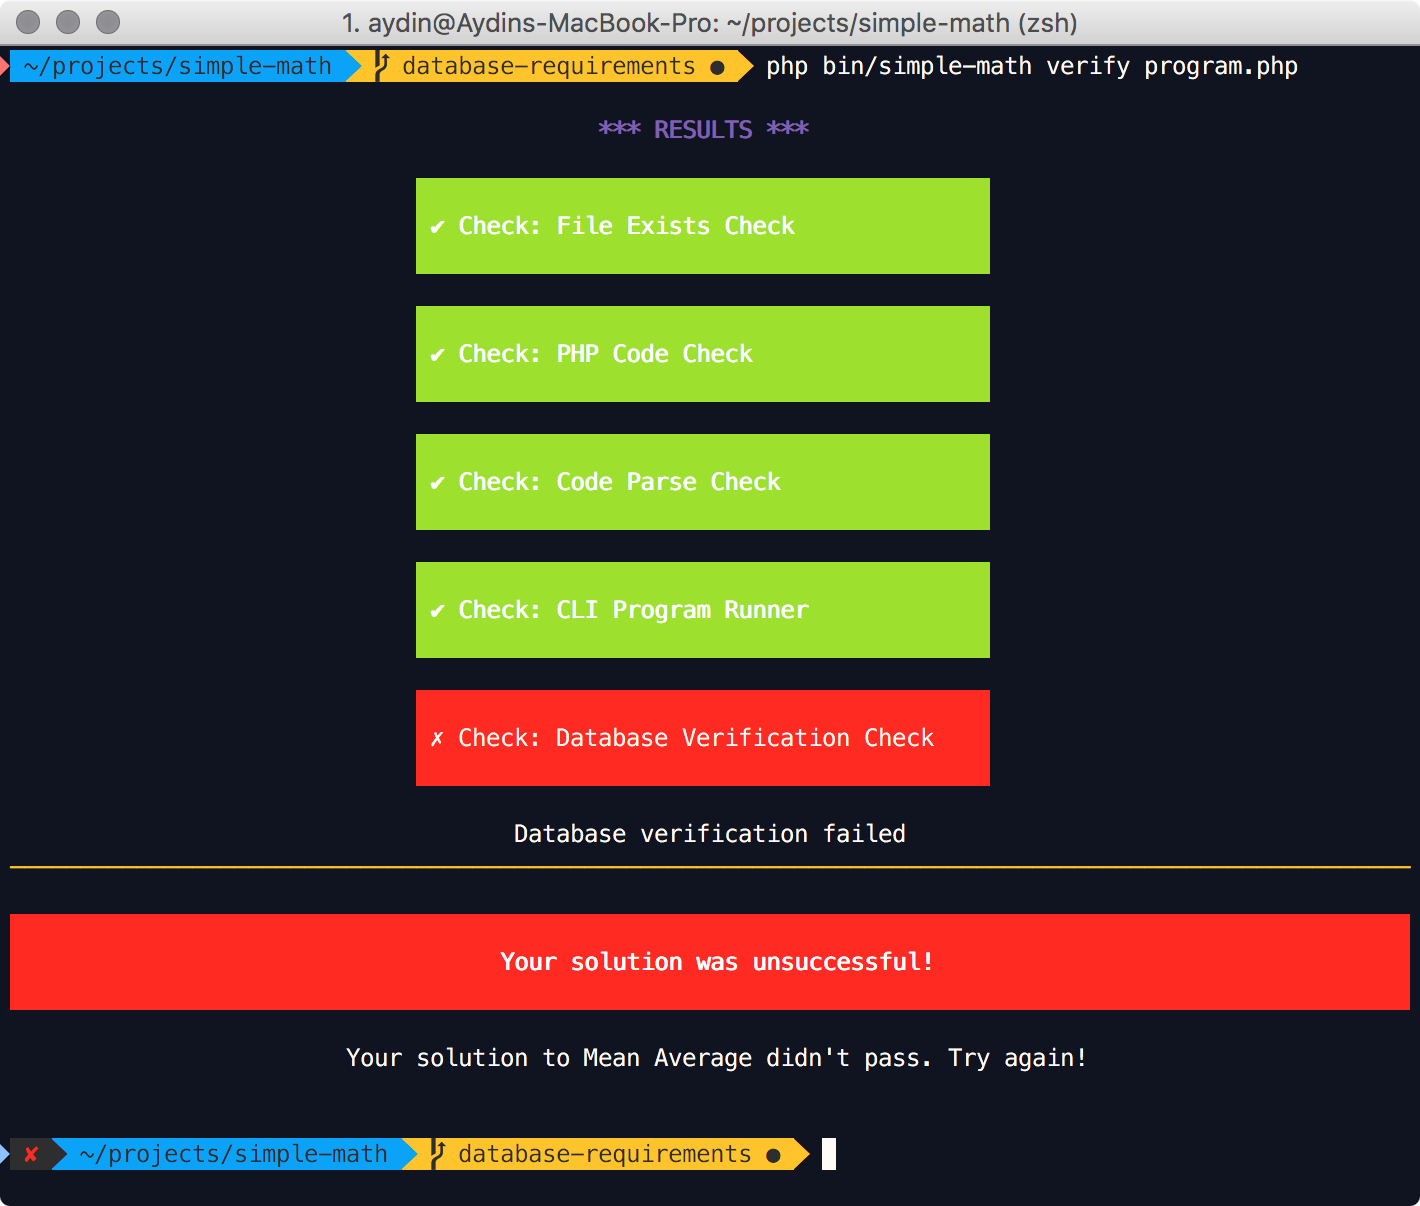 1. aydin@Aydins-MacBook-Pro: ~/projects/simple-math (zsh)
~/projects/simple-math database-requirements ● php bin/simple-math verify program.php
*** RESULTS ***
✔ Check: File Exists Check
✔ Check: PHP Code Check
✔ Check: Code Parse Check
✔ Check: CLI Program Runner
✗ Check: Database Verification Check
Database verification failed
Your solution was unsuccessful!
Your solution to Mean Average didn't pass. Try again!
✘ ~/projects/simple-math database-requirements ●